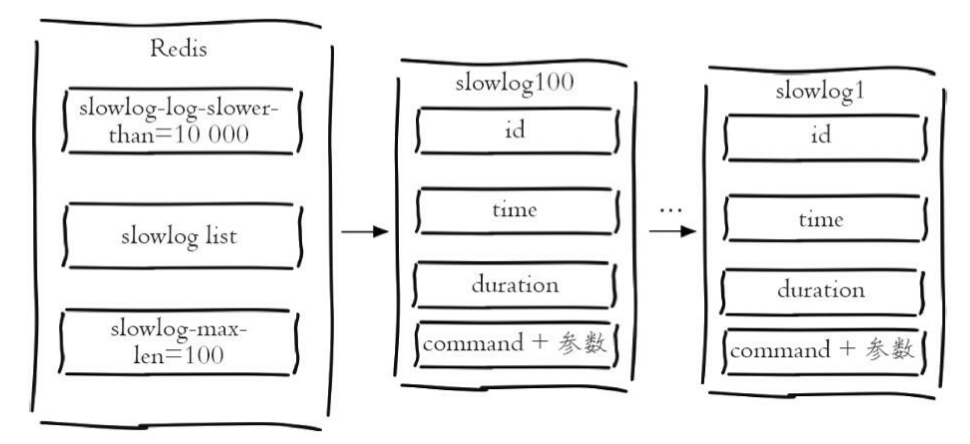 Redis
slowlog-log-slower-
than=10 000
slowlog list
slowlog-max-
len=100
slowlog100
id
time
duration
command + 参数
...
slowlog1
id
time
duration
command + 参数